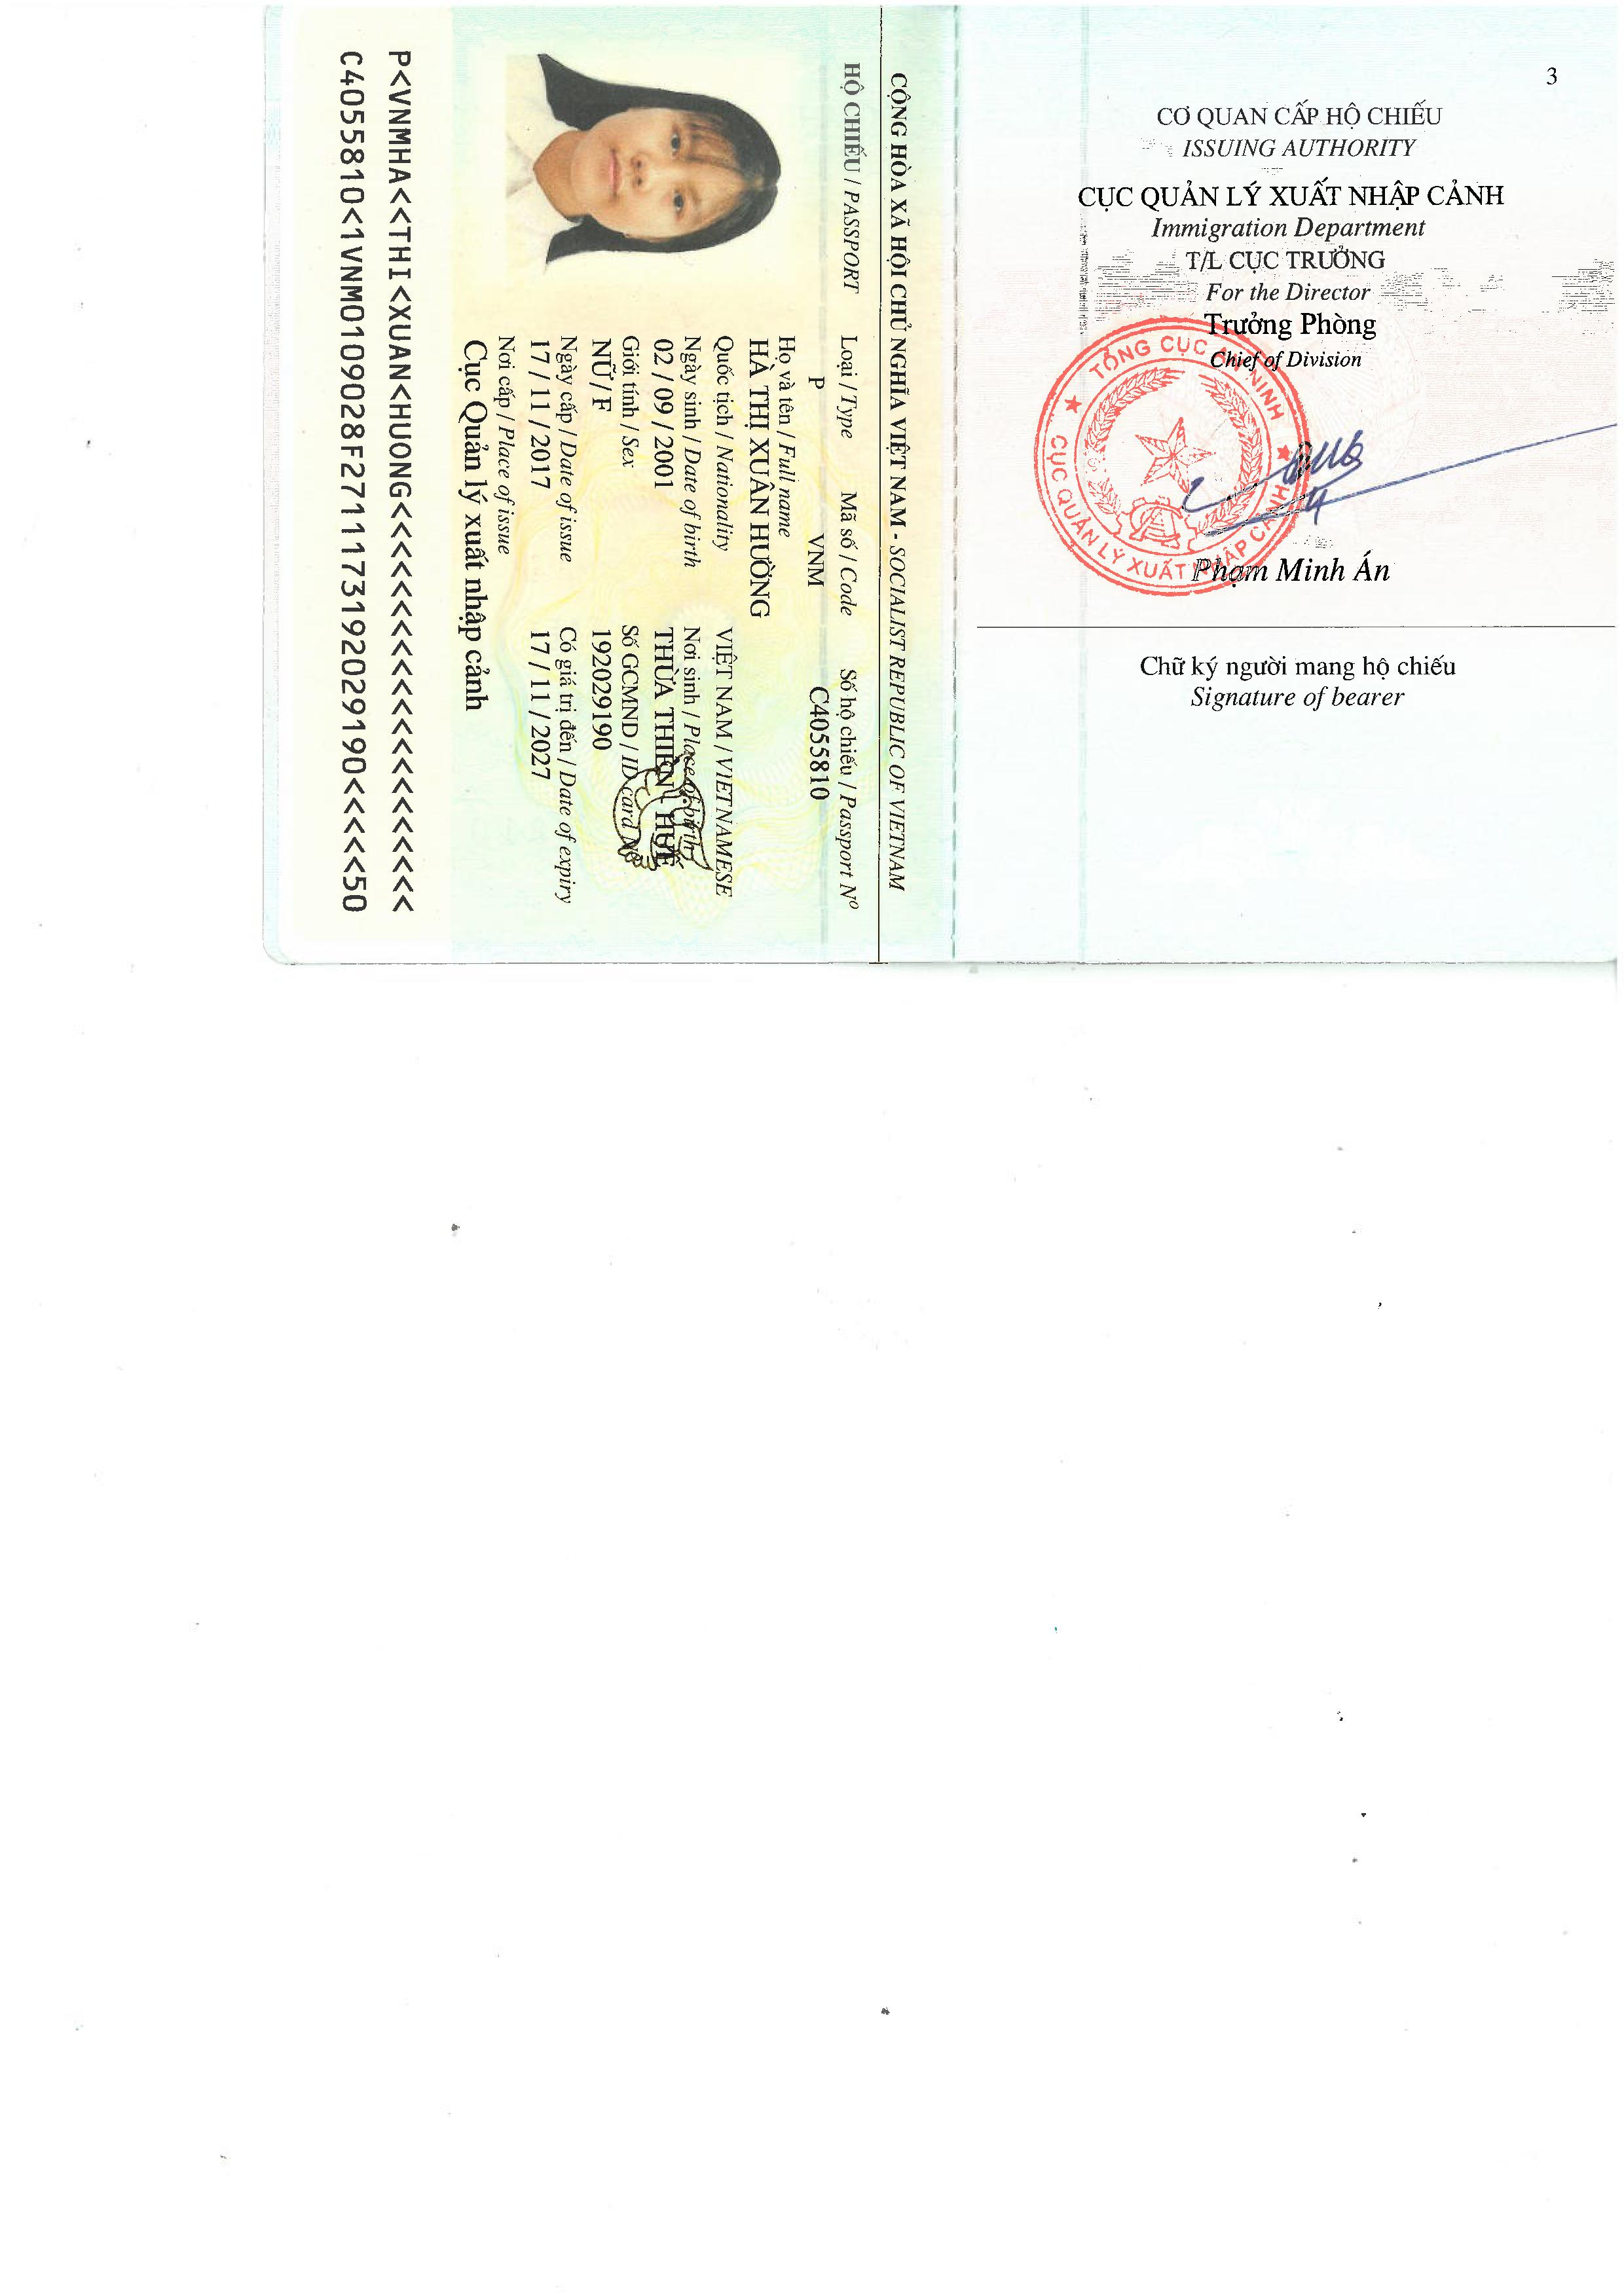 3
CƠ QUAN CẤP HỘ CHIẾU
ISSUING AUTHORITY
CỤC QUẢN LÝ XUẤT NHẬP CẢNH
Immigration Department
T/L CỤC TRƯỞNG
For the Director
Trưởng Phòng
Chief of Division
TỔNG CỤC AN NINH
CỤC QUẢN LÝ XUẤT NHẬP CẢNH
Phạm Minh Án
Chữ ký người mang hộ chiếu
Signature of bearer
CỘNG HÒA XÃ HỘI CHỦ NGHĨA VIỆT NAM - SOCIALIST REPUBLIC OF VIETNAM
HỘ CHIẾU / PASSPORT Loại / Type Mã số / Code Số hộ chiếu / Passport Nº
P VNM C4055810
Họ và tên / Full name
HÀ THỊ XUÂN HƯỜNG
Quốc tịch / Nationality VIỆT NAM / VIETNAMESE
Ngày sinh / Date of birth Nơi sinh / Place of birth
02 / 09 / 2001 THỪA THIÊN - HUẾ
Giới tính / Sex Số GCMND / ID card Nº
NỮ / F 192029190
Ngày cấp / Date of issue Có giá trị đến / Date of expiry
17 / 11 / 2017 17 / 11 / 2027
Nơi cấp / Place of issue
Cục Quản lý xuất nhập cảnh
P<VNMHA<<THI<XUAN<HUONG<<<<<<<<<<<<<<<<<<<<<
C4055810<1VNM0109028F2711173192029190<<<<<50